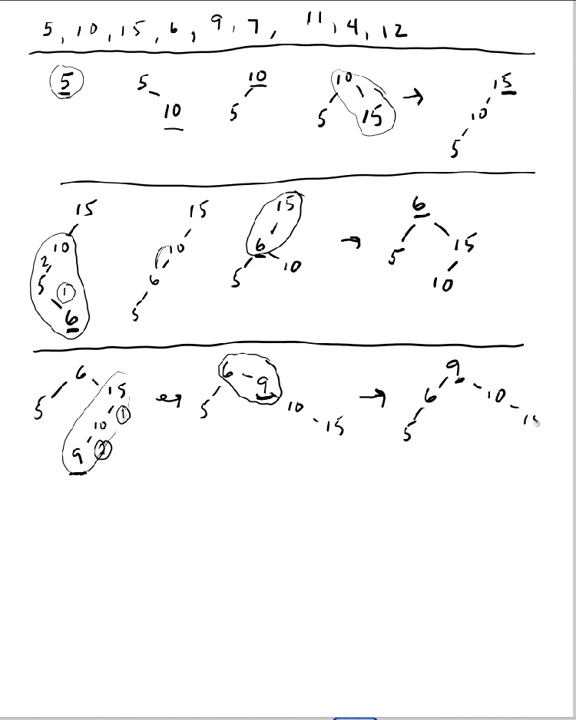 5, 10, 15, 6, 9, 7, 11, 4, 12
5 5 10 15
10 5 10 5 15 → 10
5
15 15 15 6
10 10 6 → 5 15
2 5 1 6 5 10 10
6 5
6 15 1 → 6 9 → 9
5 10 2 5 10 15 6 10
9 5